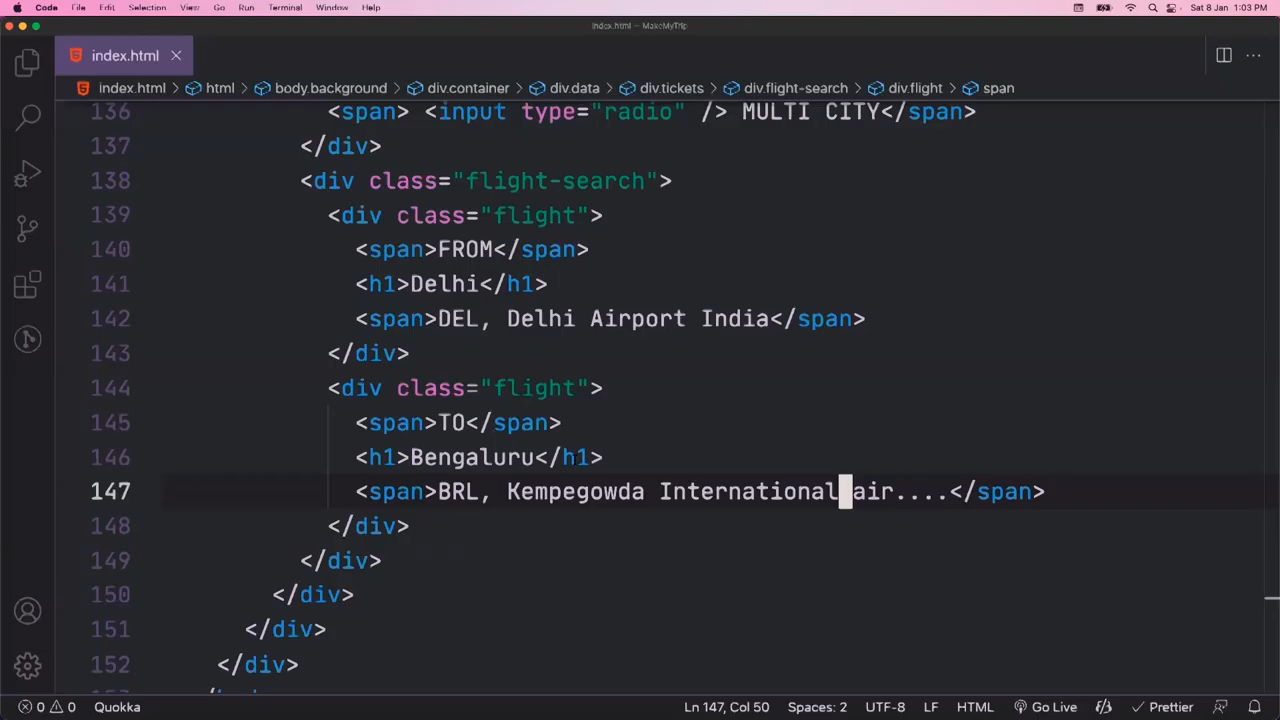 Code File Edit Selection View Go Run Terminal Window Help Sat 8 Jan 1:03 PM
index.html — MakeMyTrip
index.html
index.html > html > body.background > div.container > div.data > div.tickets > div.flight-search > div.flight > span
136 <span> <input type="radio" /> MULTI CITY</span>
137 </div>
138 <div class="flight-search">
139 <div class="flight">
140 <span>FROM</span>
141 <h1>Delhi</h1>
142 <span>DEL, Delhi Airport India</span>
143 </div>
144 <div class="flight">
145 <span>TO</span>
146 <h1>Bengaluru</h1>
147 <span>BRL, Kempegowda International air....</span>
148 </div>
149 </div>
150 </div>
151 </div>
152 </div>
0 0 Quokka Ln 147, Col 50 Spaces: 2 UTF-8 LF HTML Go Live Prettier